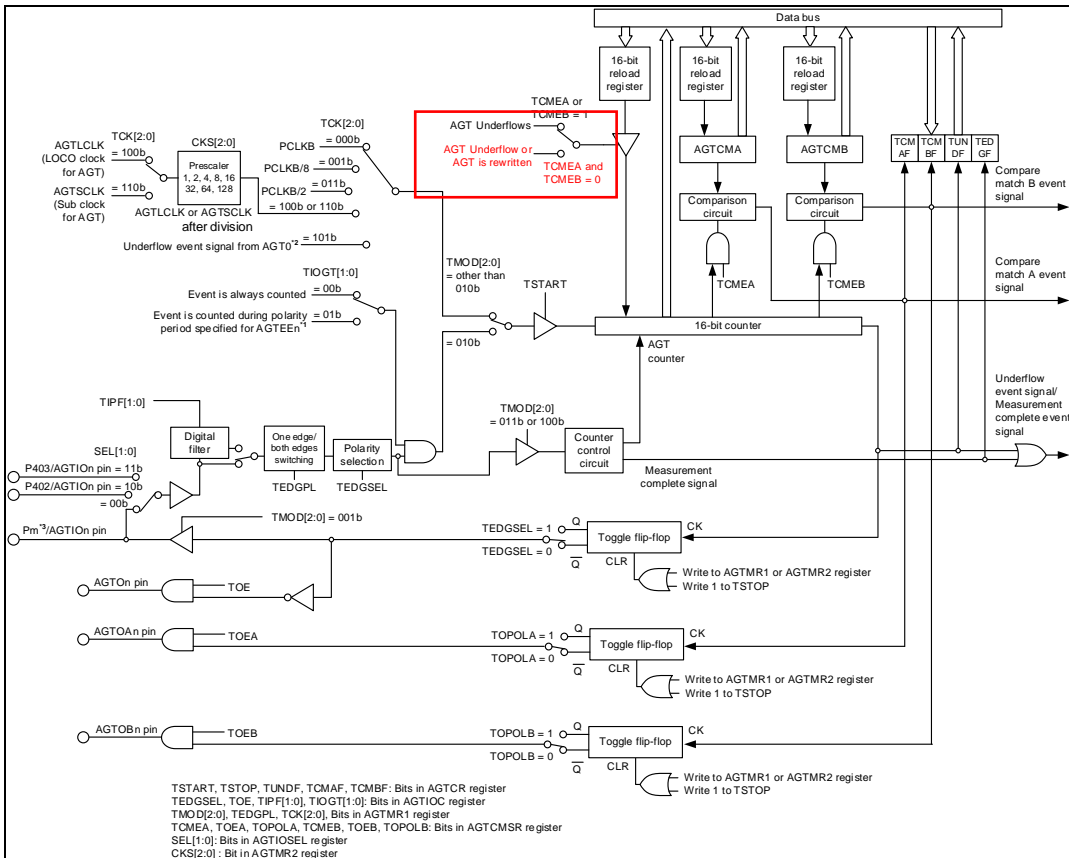 Data bus
16-bit reload register
16-bit reload register
16-bit reload register
TCMEA or TCMEB = 1
AGT Underflows
AGT Underflow or AGT is rewritten
TCMEA and TCMEB = 0
TCK[2:0]
AGTLCLK (LOCO clock for AGT)
= 100b
AGTSCLK (Sub clock for AGT)
= 110b
CKS[2:0]
Prescaler 1, 2, 4, 8, 16 32, 64, 128
AGTLCLK or AGTSCLK after division
TCK[2:0]
PCLKB
= 000b
PCLKB/8
= 001b
PCLKB/2
= 011b
= 100b or 110b
Underflow event signal from AGT0*2
= 101b
AGTCMA
AGTCMB
TCM AF
TCM BF
TUN DF
TED GF
Comparison circuit
Comparison circuit
Compare match B event signal
TCMEA
TCMEB
Compare match A event signal
TIOGT[1:0]
Event is always counted
= 00b
Event is counted during polarity period specified for AGTEEn*1
= 01b
TMOD[2:0] = other than 010b
= 010b
TSTART
16-bit counter
AGT counter
Underflow event signal/ Measurement complete event signal
TIPF[1:0]
Digital filter
One edge/ both edges switching
TEDGPL
Polarity selection
TEDGSEL
TMOD[2:0] = 011b or 100b
Counter control circuit
Measurement complete signal
SEL[1:0]
P403/AGTIOn pin = 11b
P402/AGTIOn pin = 10b
= 00b
Pm*3/AGTIOn pin
TMOD[2:0] = 001b
TEDGSEL = 1
Q
TEDGSEL = 0
Q
Toggle flip-flop
CK
CLR
Write to AGTMR1 or AGTMR2 register
Write 1 to TSTOP
AGTOn pin
TOE
AGTOAn pin
TOEA
TOPOLA = 1
Q
TOPOLA = 0
Q
Toggle flip-flop
CK
CLR
Write to AGTMR1 or AGTMR2 register
Write 1 to TSTOP
AGTOBn pin
TOEB
TOPOLB = 1
Q
TOPOLB = 0
Q
Toggle flip-flop
CK
CLR
Write to AGTMR1 or AGTMR2 register
Write 1 to TSTOP
TSTART, TSTOP, TUNDF, TCMAF, TCMBF: Bits in AGTCR register
TEDGSEL, TOE, TIPF[1:0], TIOGT[1:0]: Bits in AGTIOC register
TMOD[2:0], TEDGPL, TCK[2:0], Bits in AGTMR1 register
TCMEA, TOEA, TOPOLA, TCMEB, TOEB, TOPOLB: Bits in AGTCMSR register
SEL[1:0]: Bits in AGTIOSEL register
CKS[2:0] : Bit in AGTMR2 register